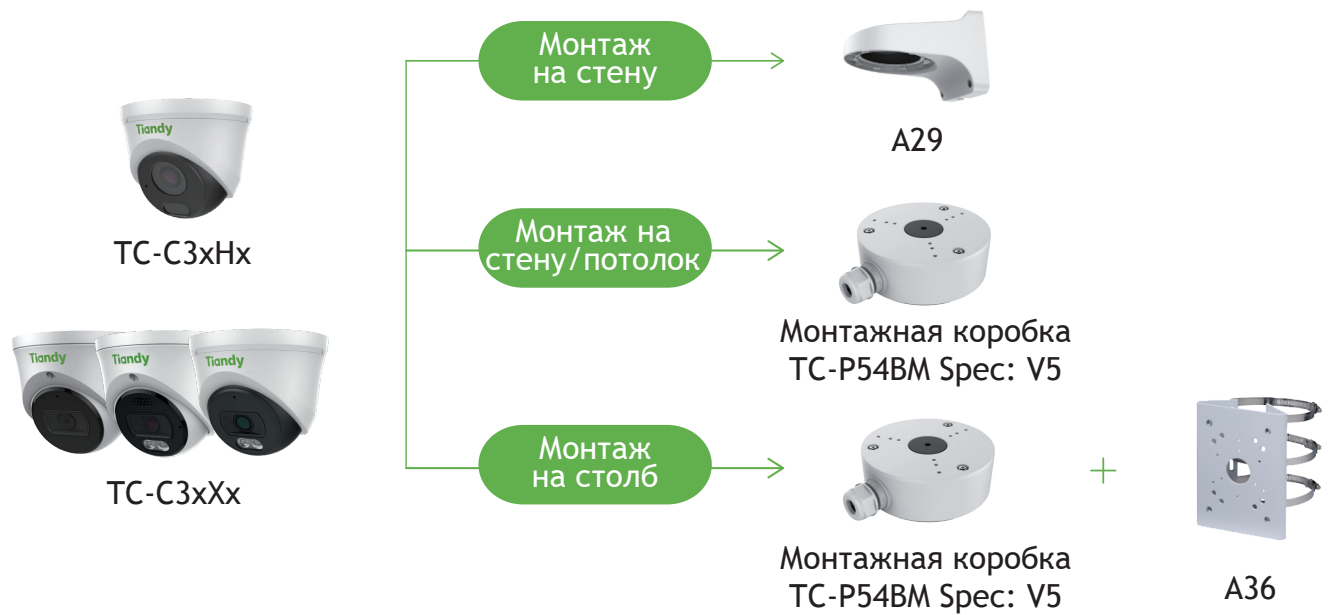 Tiandy
TC-C3xHx
Tiandy
Tiandy
Tiandy
TC-C3xXx
Монтаж
на стену
A29
Монтаж на
стену/потолок
Монтажная коробка
TC-P54BM Spec: V5
Монтаж
на столб
Монтажная коробка
TC-P54BM Spec: V5
+
A36